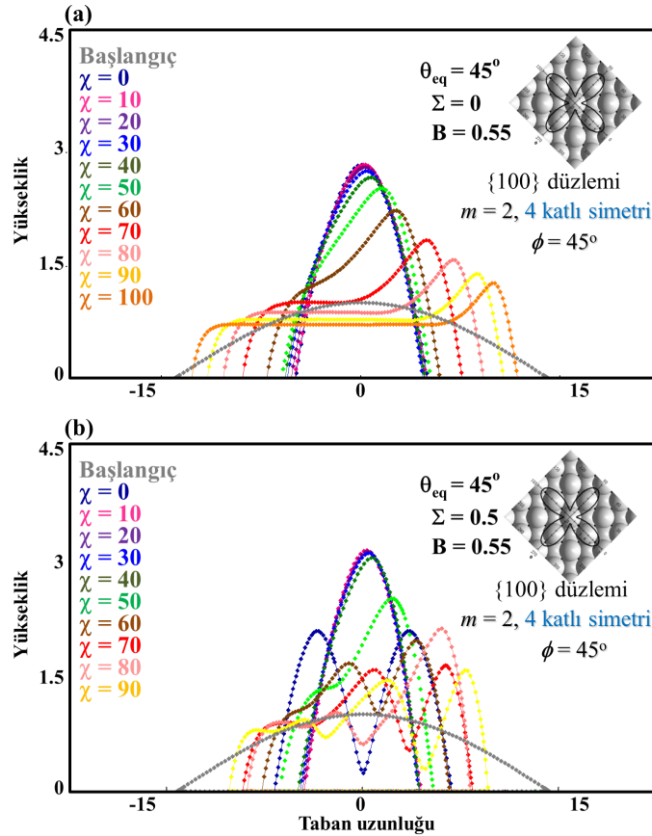 (a)
4.5
3
1.5
0
Yükseklik
Başlangıç
χ = 0
χ = 10
χ = 20
χ = 30
χ = 40
χ = 50
χ = 60
χ = 70
χ = 80
χ = 90
χ = 100
θeq = 45°
Σ = 0
B = 0.55
{100} düzlemi
m = 2, 4 katlı simetri
ϕ = 45°
-15 0 15
(b)
4.5
3
1.5
0
Yükseklik
Başlangıç
χ = 0
χ = 10
χ = 20
χ = 30
χ = 40
χ = 50
χ = 60
χ = 70
χ = 80
χ = 90
θeq = 45°
Σ = 0.5
B = 0.55
{100} düzlemi
m = 2, 4 katlı simetri
ϕ = 45°
-15 0 15
Taban uzunluğu